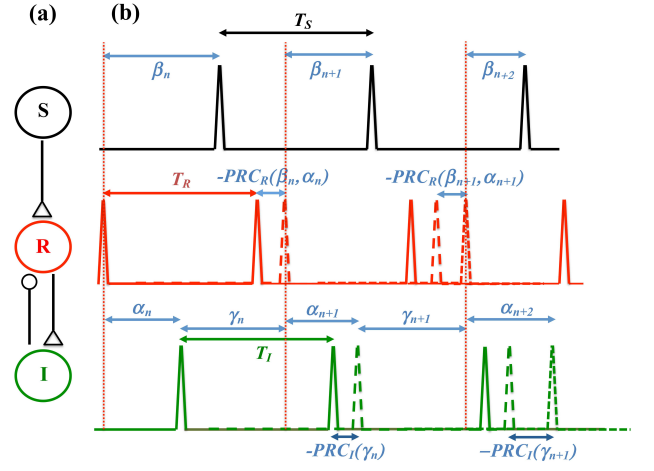 (a) (b)
T_S
β_n β_{n+1} β_{n+2}
S
T_R -PRC_R(β_n, α_n) -PRC_R(β_{n+1}, α_{n+1})
R
α_n γ_n α_{n+1} γ_{n+1} α_{n+2}
T_I
I
-PRC_I(γ_n) −PRC_I(γ_{n+1})